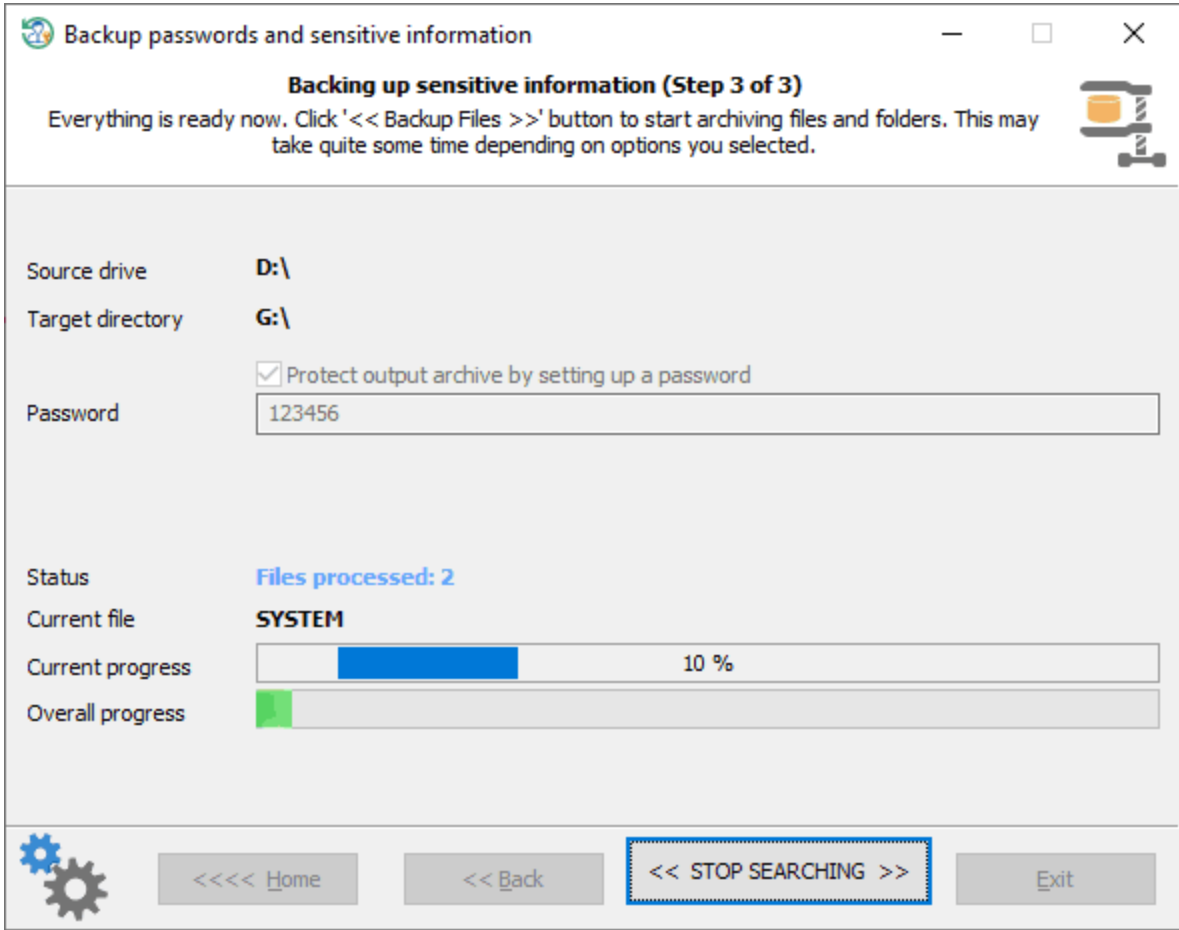 Backup passwords and sensitive information
Backing up sensitive information (Step 3 of 3)
Everything is ready now. Click '<< Backup Files >>' button to start archiving files and folders. This may
take quite some time depending on options you selected.
Source drive D:\
Target directory G:\
Protect output archive by setting up a password
Password 123456
Status Files processed: 2
Current file SYSTEM
Current progress 10 %
Overall progress
<<<< Home << Back << STOP SEARCHING >> Exit